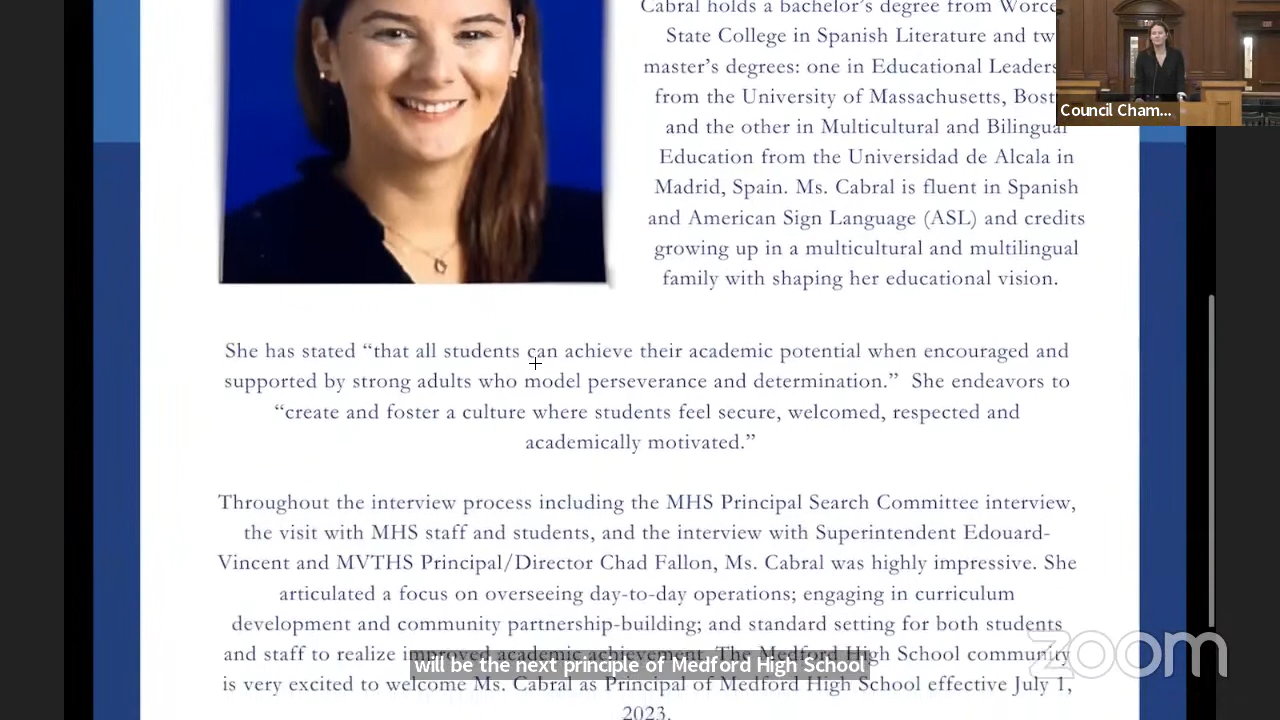 Cabral holds a bachelor's degree from Worce
State College in Spanish Literature and tw
master's degrees: one in Educational Leaders
from the University of Massachusetts, Bost
and the other in Multicultural and Bilingual
Education from the Universidad de Alcala in
Madrid, Spain. Ms. Cabral is fluent in Spanish
and American Sign Language (ASL) and credits
growing up in a multicultural and multilingual
family with shaping her educational vision.
Council Cham...
She has stated “that all students can achieve their academic potential when encouraged and
supported by strong adults who model perseverance and determination.” She endeavors to
“create and foster a culture where students feel secure, welcomed, respected and
academically motivated.”
Throughout the interview process including the MHS Principal Search Committee interview,
the visit with MHS staff and students, and the interview with Superintendent Edouard-
Vincent and MVTHS Principal/Director Chad Fallon, Ms. Cabral was highly impressive. She
articulated a focus on overseeing day-to-day operations; engaging in curriculum
development and community partnership-building; and standard setting for both students
and staff to realize improved academic achievement. The Medford High School community
is very excited to welcome Ms. Cabral as Principal of Medford High School effective July 1,
2023.
will be the next principle of Medford High School
zoom